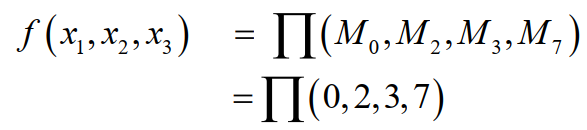 f(x₁,x₂,x₃) = ∏(M₀,M₂,M₃,M₇)
=∏(0,2,3,7)